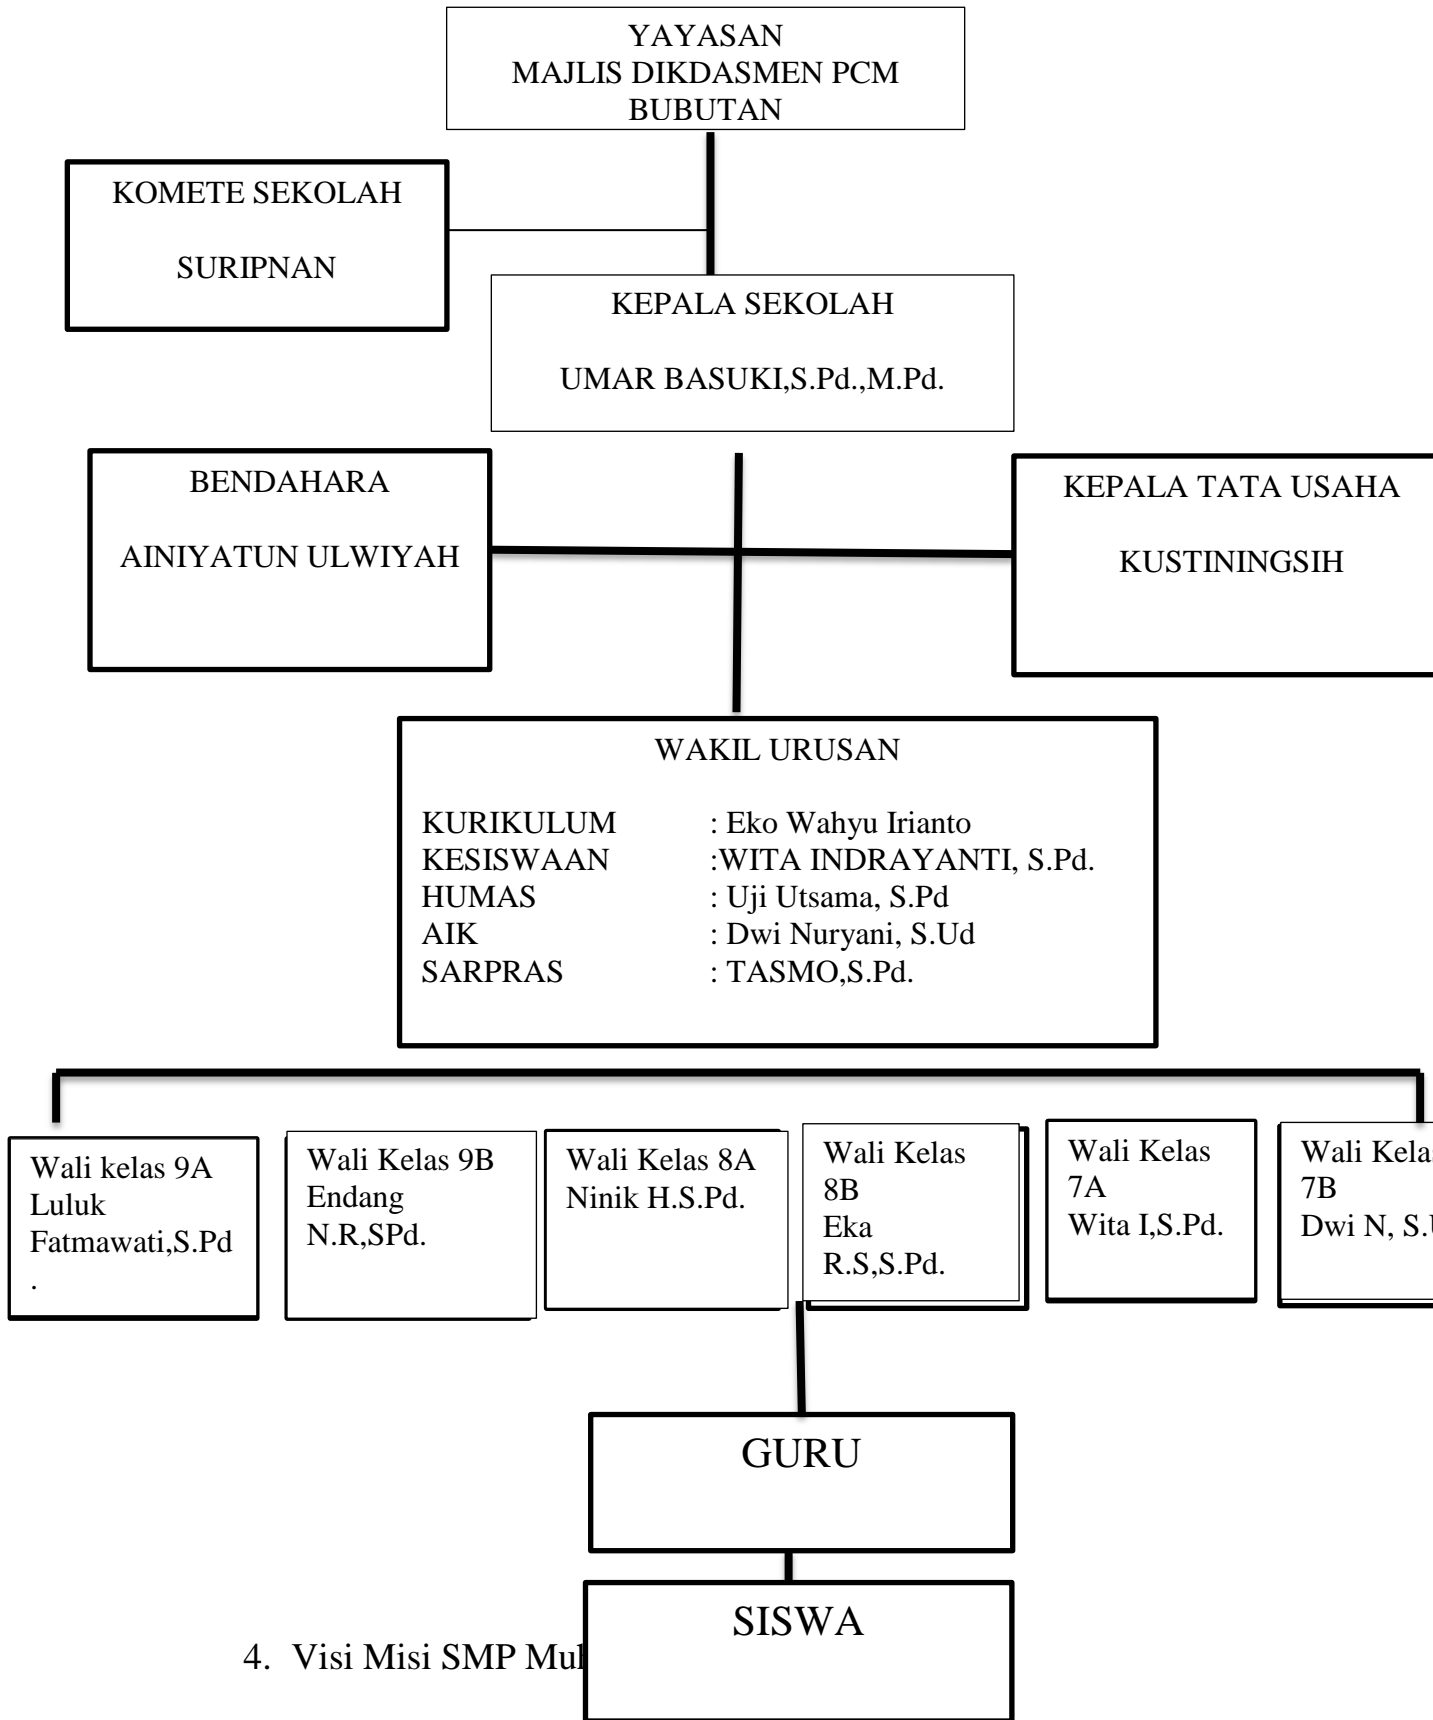 YAYASAN
MAJLIS DIKDASMEN PCM
BUBUTAN
KOMETE SEKOLAH
SURIPNAN
KEPALA SEKOLAH
UMAR BASUKI,S.Pd.,M.Pd.
BENDAHARA
AINIYATUN ULWIYAH
KEPALA TATA USAHA
KUSTININGSIH
WAKIL URUSAN
KURIKULUM : Eko Wahyu Irianto
KESISWAAN :WITA INDRAYANTI, S.Pd.
HUMAS : Uji Utsama, S.Pd
AIK : Dwi Nuryani, S.Ud
SARPRAS : TASMO,S.Pd.
Wali kelas 9A
Luluk
Fatmawati,S.Pd
.
Wali Kelas 9B
Endang
N.R,SPd.
Wali Kelas 8A
Ninik H.S.Pd.
Wali Kelas
8B
Eka
R.S,S.Pd.
Wali Kelas
7A
Wita I,S.Pd.
Wali
7B
Dwi N,
GURU
SISWA
4. Visi Misi SMP